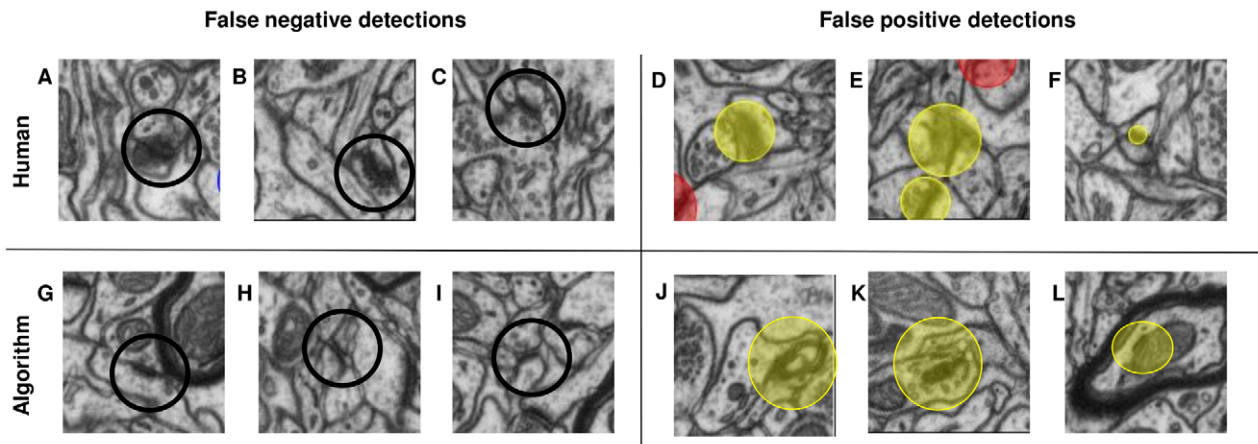 False negative detections
False positive detections
Human
A
B
C
D
E
F
Algorithm
G
H
I
J
K
L